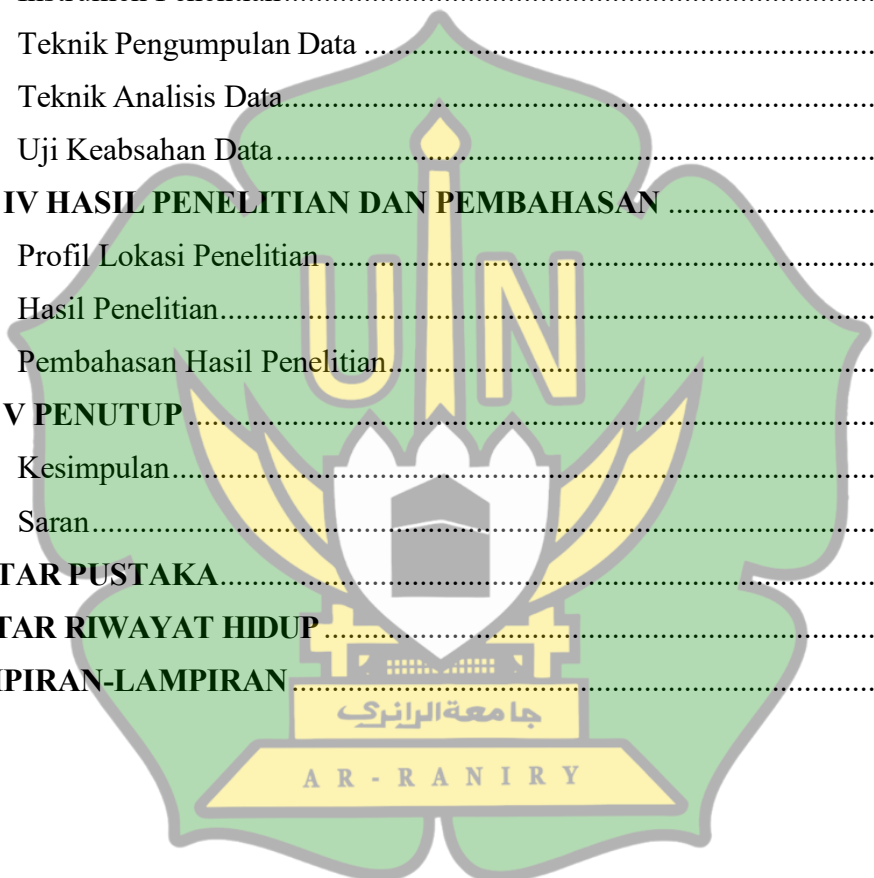 Teknik Pengumpulan Data ..........
Teknik Analisis Data ..........
Uji Keabsahan Data ..........
IV HASIL PENELITIAN DAN PEMBAHASAN ..........
Profil Lokasi Penelitian ..........
Hasil Penelitian ..........
Pembahasan Hasil Penelitian ..........
V PENUTUP ..........
Kesimpulan ..........
Saran ..........
TAR PUSTAKA ..........
TAR RIWAYAT HIDUP ..........
PIRAN-LAMPIRAN ..........
UIN
جامعة الرانري
AR-RANIRY